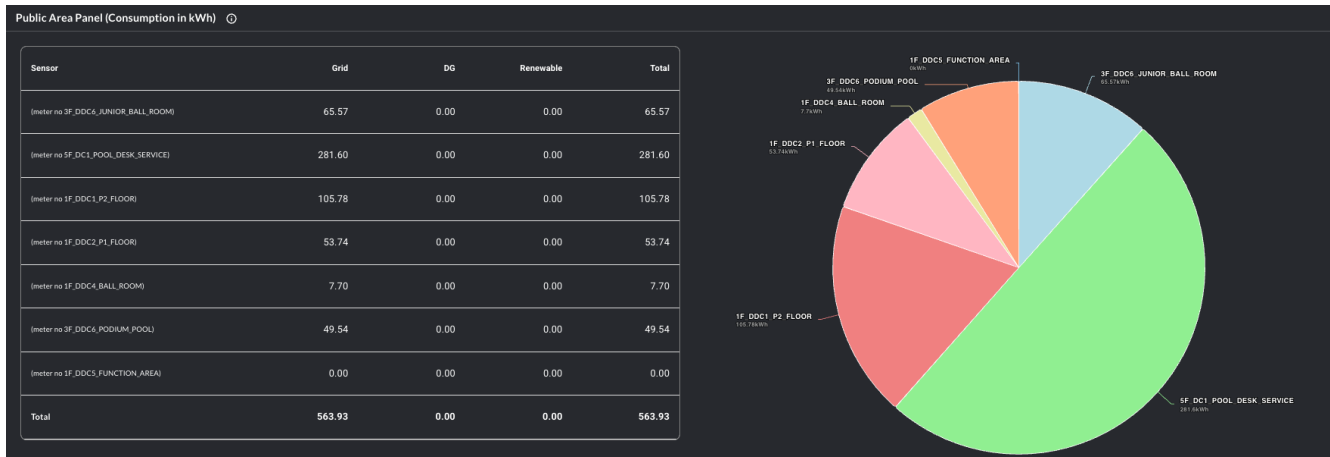 Public Area Panel (Consumption in kWh)
Sensor Grid DG Renewable Total
(meter no 3F_DDC6_JUNIOR_BALL_ROOM) 65.57 0.00 0.00 65.57
(meter no 5F_DC1_POOL_DESK_SERVICE) 281.60 0.00 0.00 281.60
(meter no 1F_DDC1_P2_FLOOR) 105.78 0.00 0.00 105.78
(meter no 1F_DDC2_P1_FLOOR) 53.74 0.00 0.00 53.74
(meter no 1F_DDC4_BALL_ROOM) 7.70 0.00 0.00 7.70
(meter no 3F_DDC6_PODIUM_POOL) 49.54 0.00 0.00 49.54
(meter no 1F_DDC5_FUNCTION_AREA) 0.00 0.00 0.00 0.00
Total 563.93 0.00 0.00 563.93
1F_DDC5_FUNCTION_AREA
0kWh
3F_DDC6_JUNIOR_BALL_ROOM
65.57kWh
3F_DDC6_PODIUM_POOL
49.54kWh
1F_DDC4_BALL_ROOM
7.7kWh
1F_DDC2_P1_FLOOR
53.74kWh
1F_DDC1_P2_FLOOR
105.78kWh
5F_DC1_POOL_DESK_SERVICE
281.6kWh